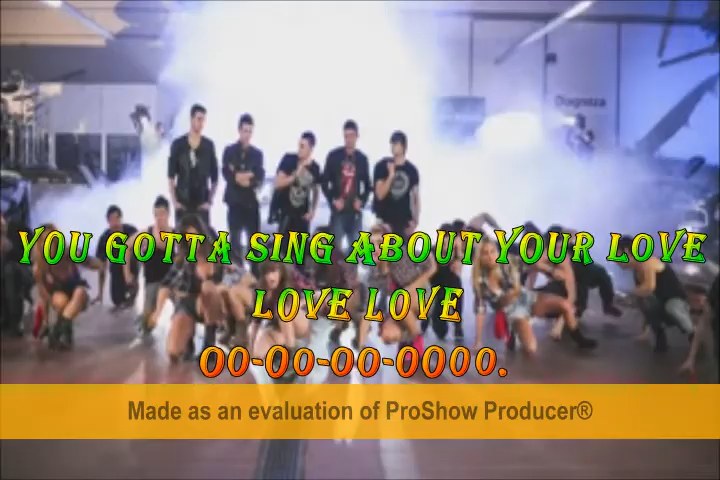 YOU GOTTA SING ABOUT YOUR LOVE
LOVE LOVE
OO-OO-OO-OOOO.
Made as an evaluation of ProShow Producer®